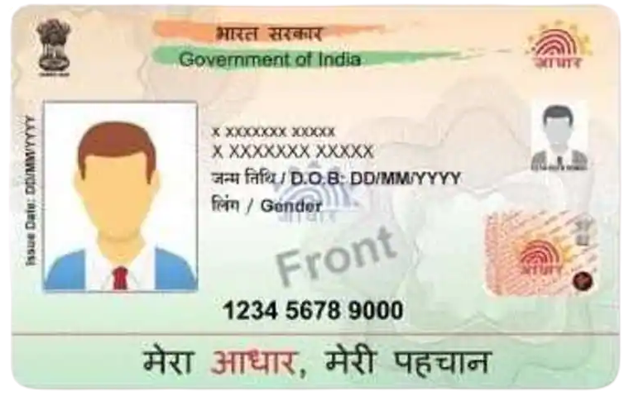 भारत सरकार
Government of India
आधार
Issue Date: DD/MM/YYYY
X XXXXXXX XXXXX
X XXXXXXX XXXXX
जन्म तिथि / D.O.B: DD/MM/YYYY
लिंग / Gender
आधार
Front
आधार
1234 5678 9000
मेरा आधार, मेरी पहचान